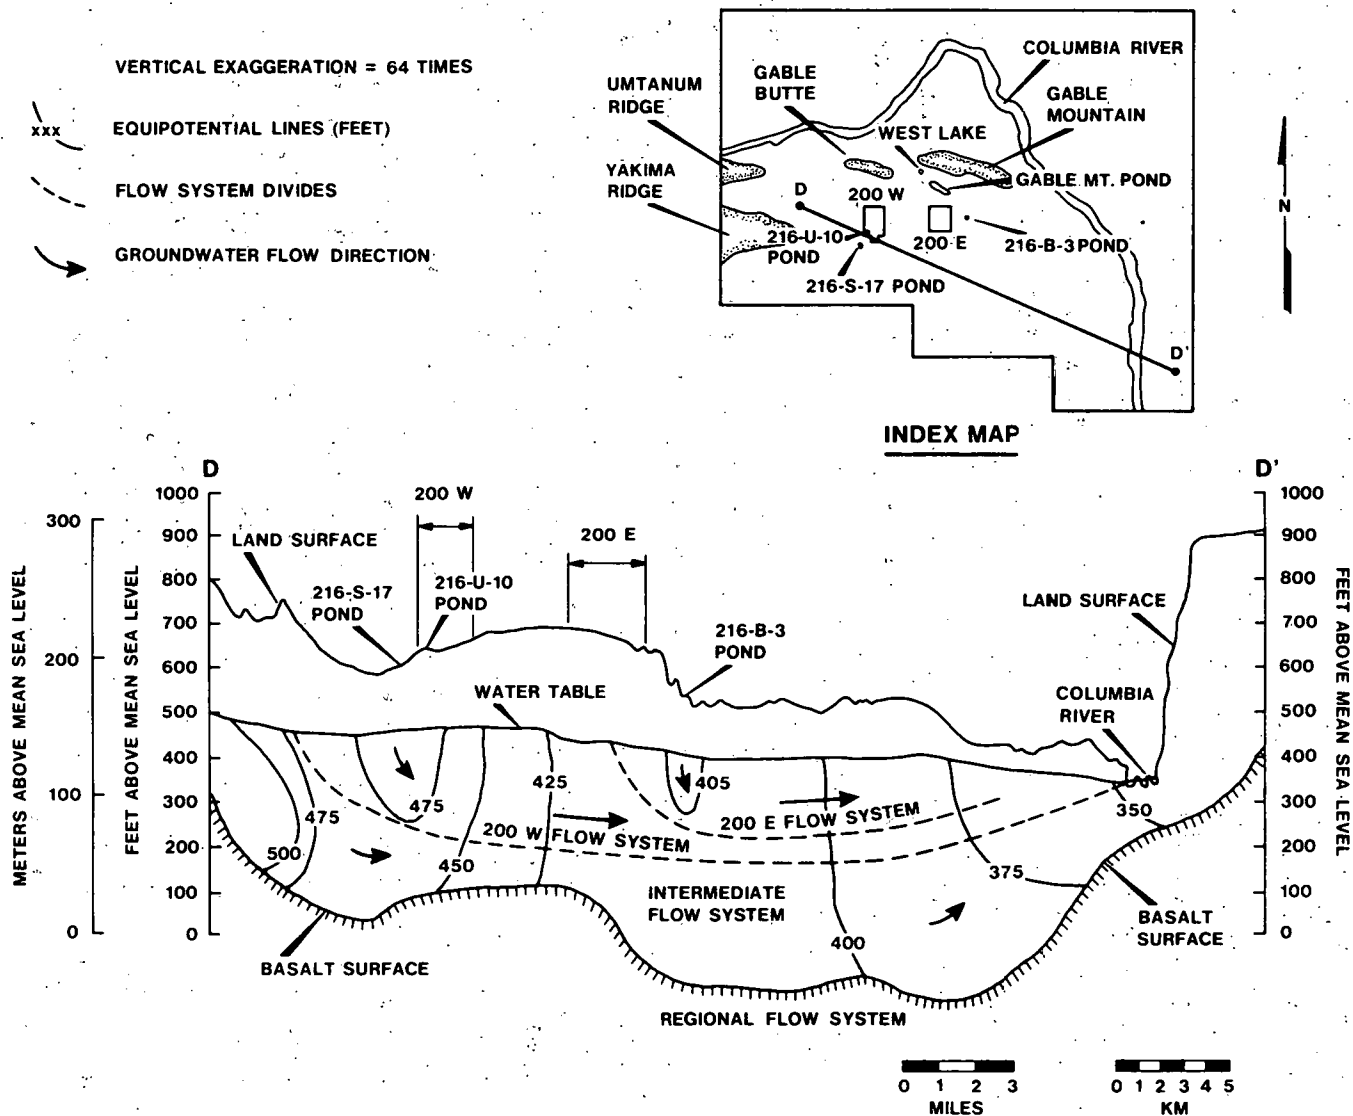 VERTICAL EXAGGERATION = 64 TIMES
xxx
EQUIPOTENTIAL LINES (FEET)
FLOW SYSTEM DIVIDES
GROUNDWATER FLOW DIRECTION
COLUMBIA RIVER
GABLE
BUTTE
UMTANUM
RIDGE
GABLE
MOUNTAIN
WEST LAKE
YAKIMA
RIDGE
GABLE MT. POND
D
200 W
N
216-U-10
POND
200 E
216-B-3 POND
216-S-17 POND
D'
INDEX MAP
D
D'
200 W
200 E
METERS ABOVE MEAN SEA LEVEL
300
200
100
0
FEET ABOVE MEAN SEA LEVEL
1000
900
800
700
600
500
400
300
200
100
0
LAND SURFACE
216-S-17
POND
216-U-10
POND
216-B-3
POND
WATER TABLE
LAND SURFACE
COLUMBIA
RIVER
1000
900
800
700
600
500
400
300
200
100
0
FEET ABOVE MEAN SEA LEVEL
500
475
475
450
425
405
400
375
350
200 W FLOW SYSTEM
200 E FLOW SYSTEM
INTERMEDIATE
FLOW SYSTEM
BASALT SURFACE
BASALT
SURFACE
REGIONAL FLOW SYSTEM
0 1 2 3
MILES
0 1 2 3 4 5
KM